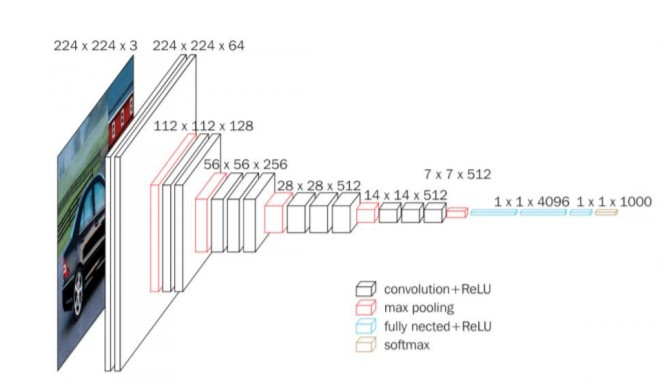 224 x 224 x 3 224 x 224 x 64
112 x 112 x 128
56 x 56 x 256
28 x 28 x 512
14 x 14 x 512
7 x 7 x 512
1 x 1 x 4096 1 x 1 x 1000
convolution+ReLU
max pooling
fully nected+ReLU
softmax